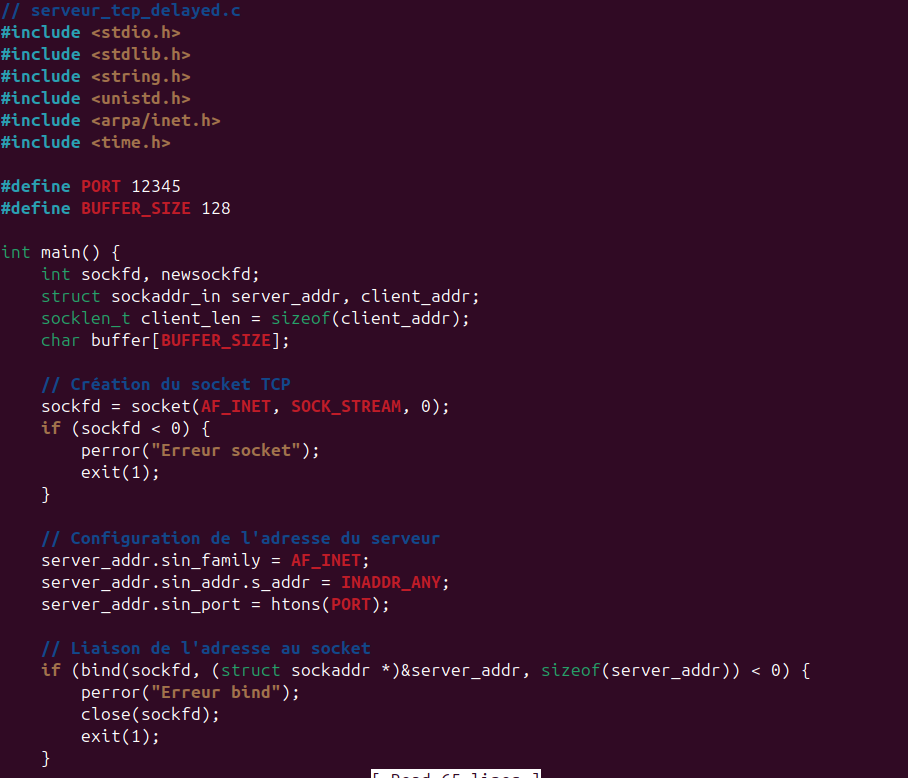 // serveur_tcp_delayed.c
#include <stdio.h>
#include <stdlib.h>
#include <string.h>
#include <unistd.h>
#include <arpa/inet.h>
#include <time.h>

#define PORT 12345
#define BUFFER_SIZE 128

int main() {
    int sockfd, newsockfd;
    struct sockaddr_in server_addr, client_addr;
    socklen_t client_len = sizeof(client_addr);
    char buffer[BUFFER_SIZE];

    // Création du socket TCP
    sockfd = socket(AF_INET, SOCK_STREAM, 0);
    if (sockfd < 0) {
        perror("Erreur socket");
        exit(1);
    }

    // Configuration de l'adresse du serveur
    server_addr.sin_family = AF_INET;
    server_addr.sin_addr.s_addr = INADDR_ANY;
    server_addr.sin_port = htons(PORT);

    // Liaison de l'adresse au socket
    if (bind(sockfd, (struct sockaddr *)&server_addr, sizeof(server_addr)) < 0) {
        perror("Erreur bind");
        close(sockfd);
        exit(1);
    }
[ Read 65 lines ]